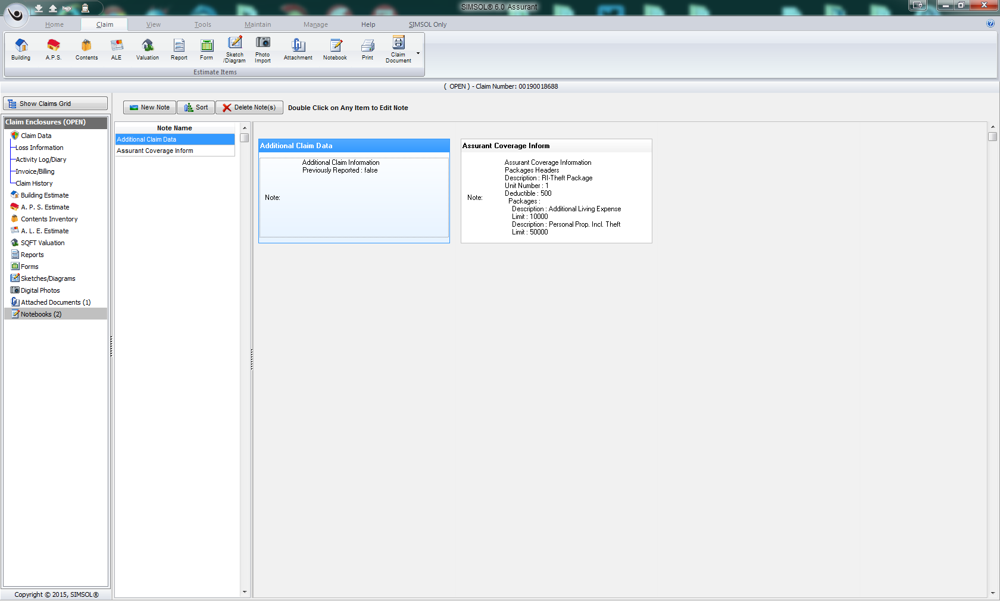 SIMSOL® 6.0 Assurant
Home
Claim
View
Tools
Maintain
Manage
Help
SIMSOL Only
Building
A.P.S.
Contents
ALE
Valuation
Report
Form
Sketch
/Diagram
Photo
Import
Attachment
Notebook
Print
Claim
Document
Estimate Items
( OPEN ) - Claim Number: 00190018688
Show Claims Grid
Claim Enclosures (OPEN)
Claim Data
Loss Information
Activity Log/Diary
Invoice/Billing
Claim History
Building Estimate
A. P. S. Estimate
Contents Inventory
A. L. E. Estimate
SQFT Valuation
Reports
Forms
Sketches/Diagrams
Digital Photos
Attached Documents (1)
Notebooks (2)
Copyright © 2015, SIMSOL®
New Note
Sort
Delete Note(s)
Double Click on Any Item to Edit Note
Note Name
Additional Claim Data
Assurant Coverage Inform
Additional Claim Data
Additional Claim Information
Previously Reported : false
Note:
Assurant Coverage Inform
Assurant Coverage Information
Packages Headers
Description : RI-Theft Package
Unit Number : 1
Note:
Deductible : 500
Packages :
Description : Additional Living Expense
Limit : 10000
Description : Personal Prop. Incl. Theft
Limit : 50000